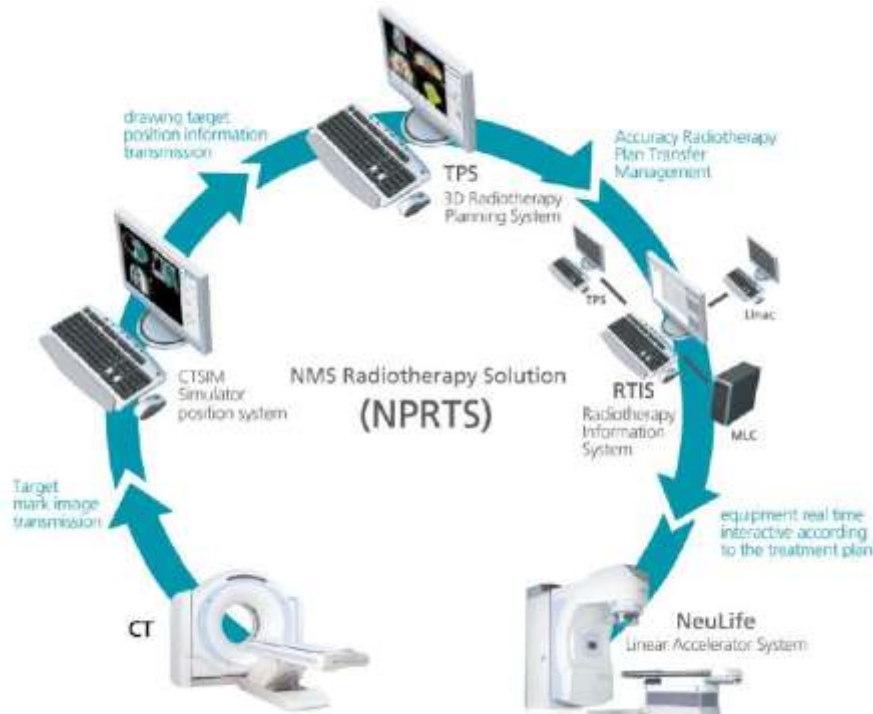 drawing target
position information
transmission
TPS
3D Radiotherapy
Planning System
Accuracy Radiotherapy
Plan Transfer
Management
TPS
Linac
CTSIM
Simulator
position system
NMS Radiotherapy Solution
(NPRTS)
RTIS
Radiotherapy
Information
System
MLC
Target
mark image
transmission
equipment real time
interactive according
to the treatment plan
CT
NeuLife
Linear Accelerator System